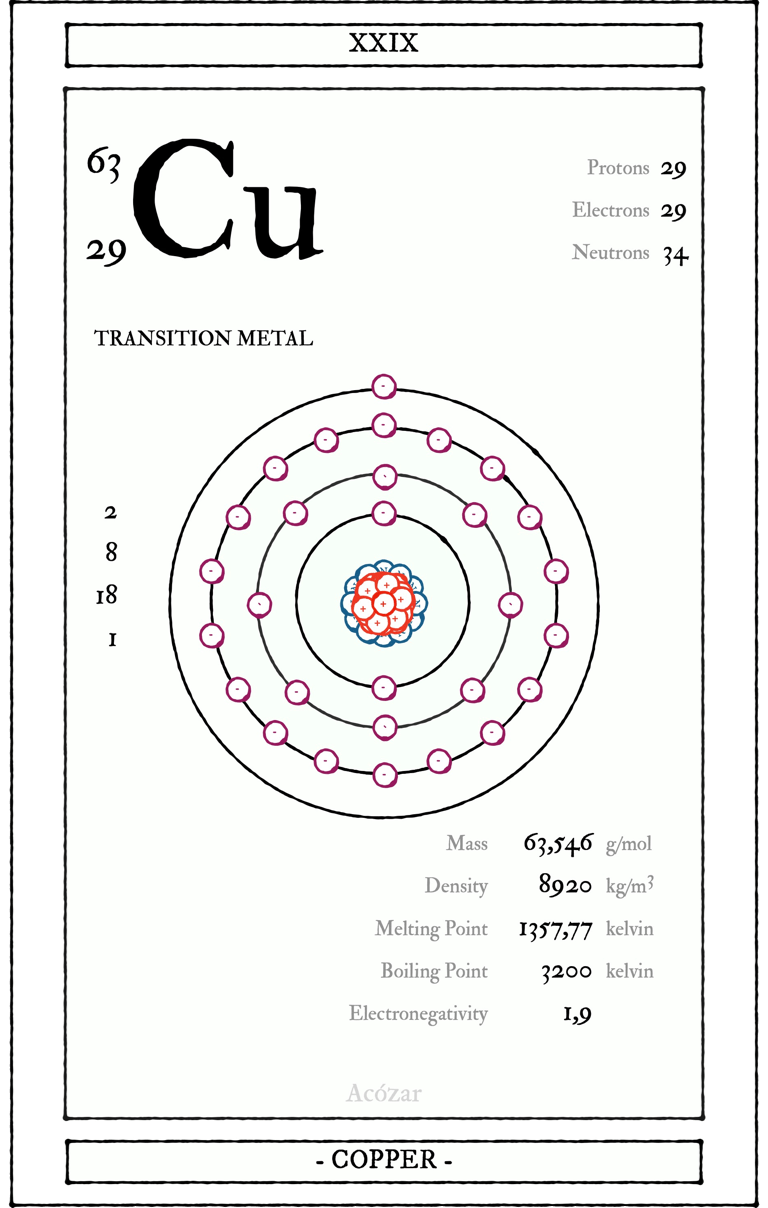 XXIX
63
Cu
29
Protons 29
Electrons 29
Neutrons 34
TRANSITION METAL
2
8
18
1
Mass 63,546 g/mol
Density 8920 kg/m³
Melting Point 1357,77 kelvin
Boiling Point 3200 kelvin
Electronegativity 1,9
Acózar
- COPPER -